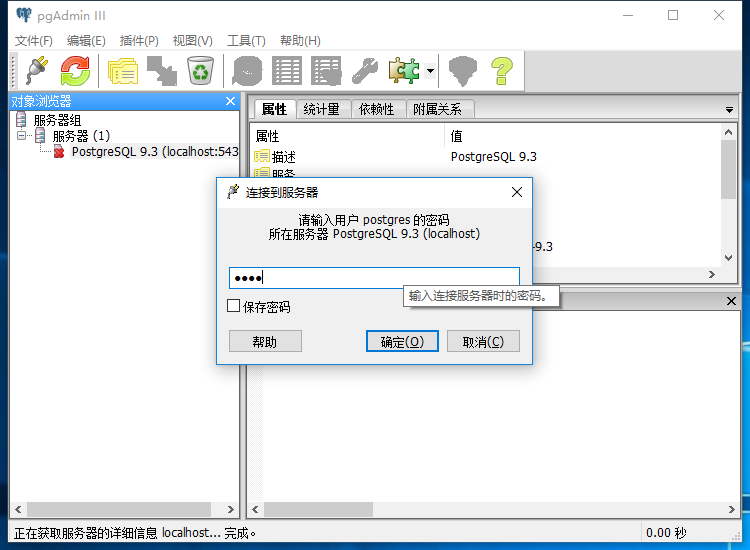 pgAdmin III
文件(F) 编辑(E) 插件(P) 视图(V) 工具(T) 帮助(H)
对象浏览器
服务器组
服务器 (1)
PostgreSQL 9.3 (localhost:543
属性 统计量 依赖性 附属关系
属性 值
描述 PostgreSQL 9.3
服务
连接到服务器
请输入用户 postgres 的密码
所在服务器 PostgreSQL 9.3 (localhost)
-9.3
●●●●
输入连接服务器时的密码。
保存密码
帮助 确定(O) 取消(C)
正在获取服务器的详细信息 localhost... 完成。 0.00 秒